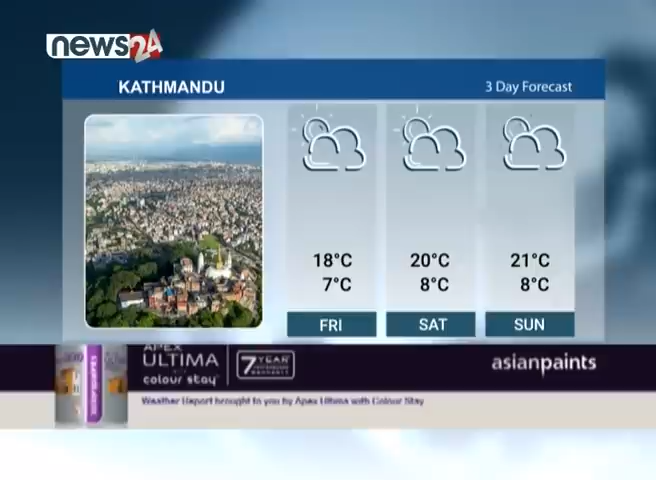 news24
KATHMANDU
3 Day Forecast
18°C
7°C
20°C
8°C
21°C
8°C
FRI
SAT
SUN
APEX
ULTIMA
colour stay
7 YEAR
WARRANTY
asianpaints
Weather Report brought to you by Apex Ultima with Colour Stay